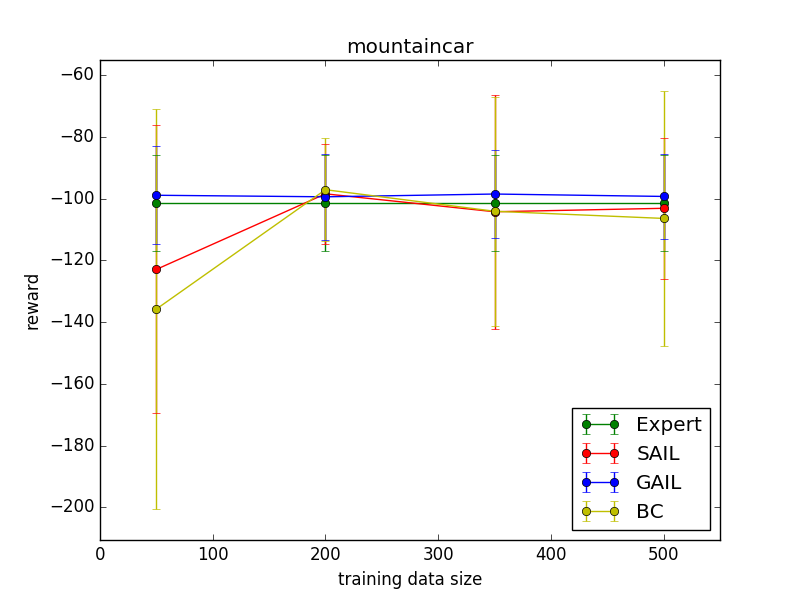 mountaincar
reward
−60
−80
−100
−120
−140
−160
−180
−200
0 100 200 300 400 500
training data size
Expert
SAIL
GAIL
BC